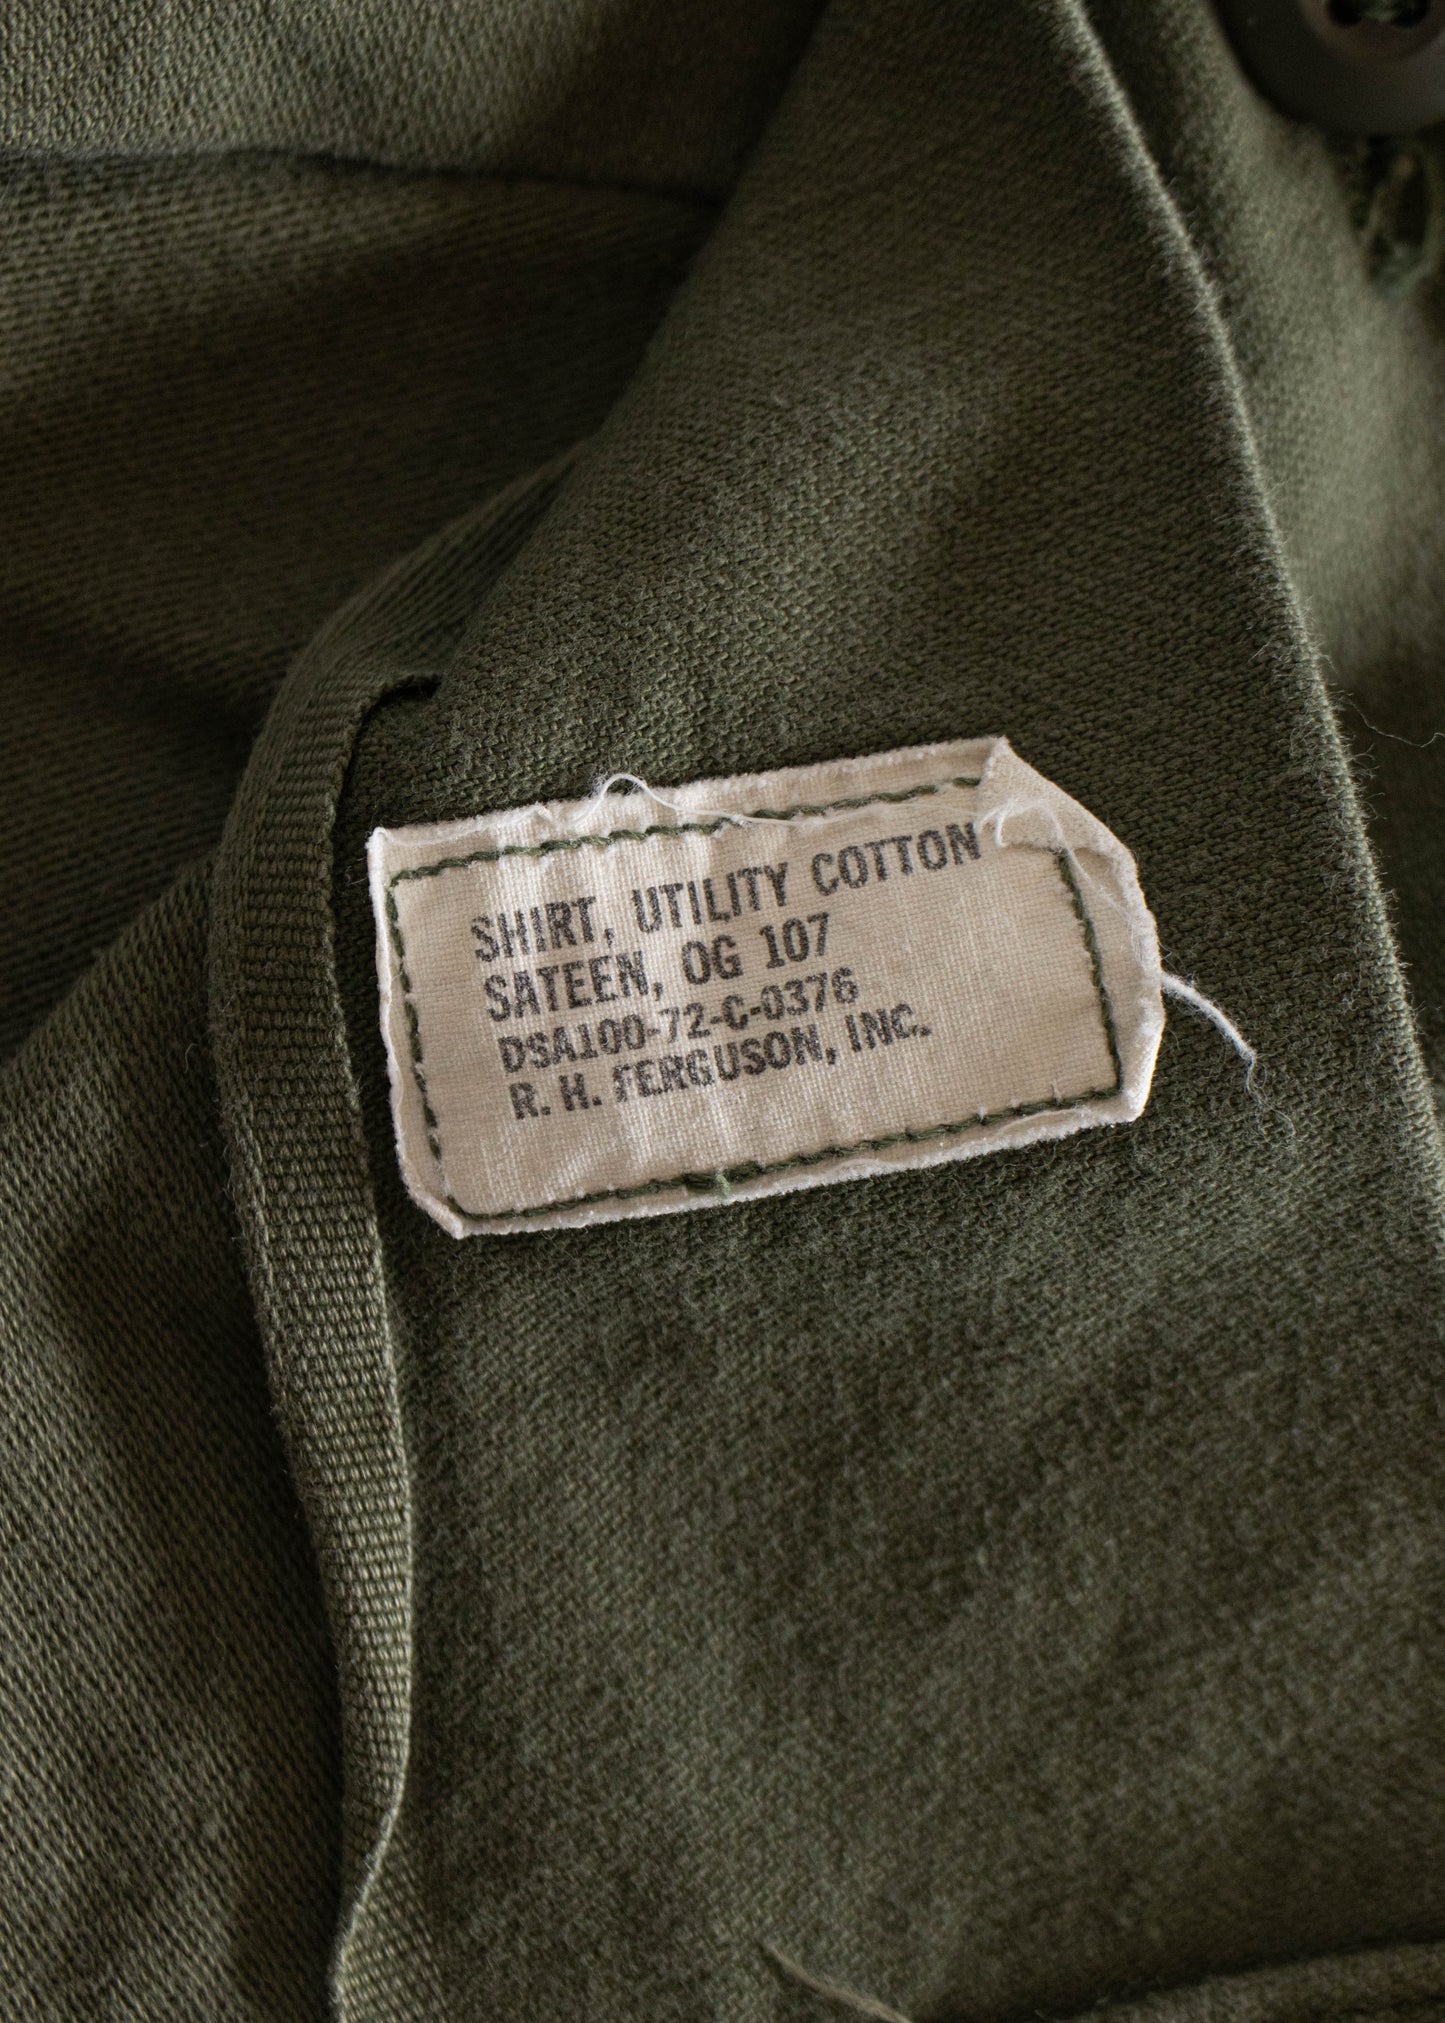 SHIRT, UTILITY COTTON
SATEEN, OG 107
DSA100-72-C-0376
R. H. FERGUSON, INC.